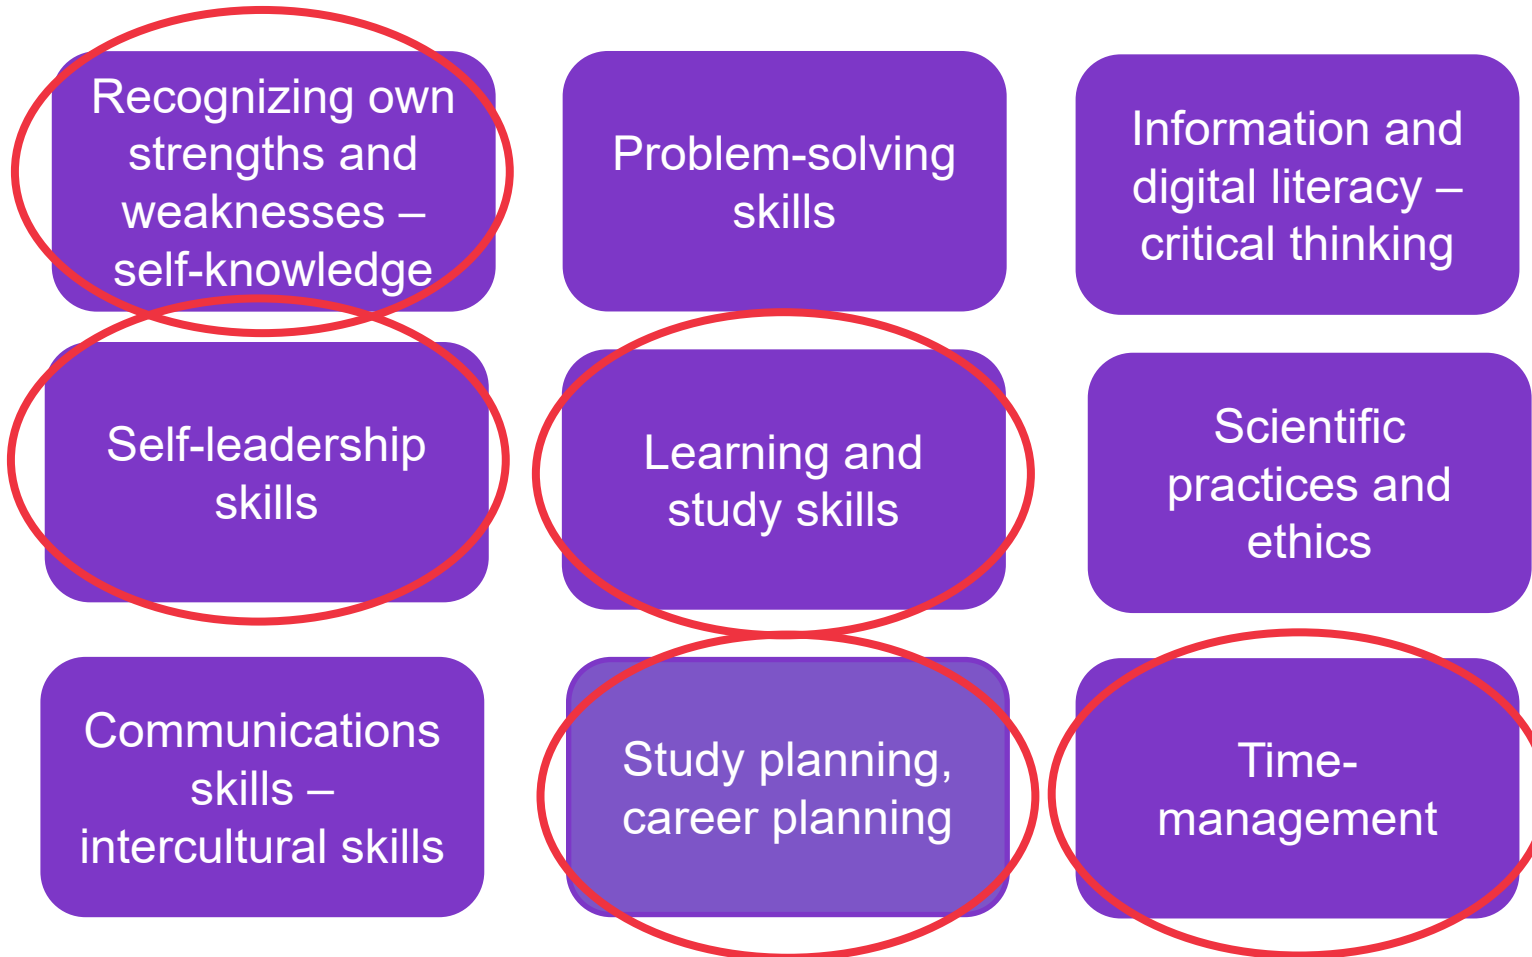 Recognizing own
strengths and
weaknesses –
self-knowledge
Problem-solving
skills
Information and
digital literacy –
critical thinking
Self-leadership
skills
Learning and
study skills
Scientific
practices and
ethics
Communications
skills –
intercultural skills
Study planning,
career planning
Time-
management